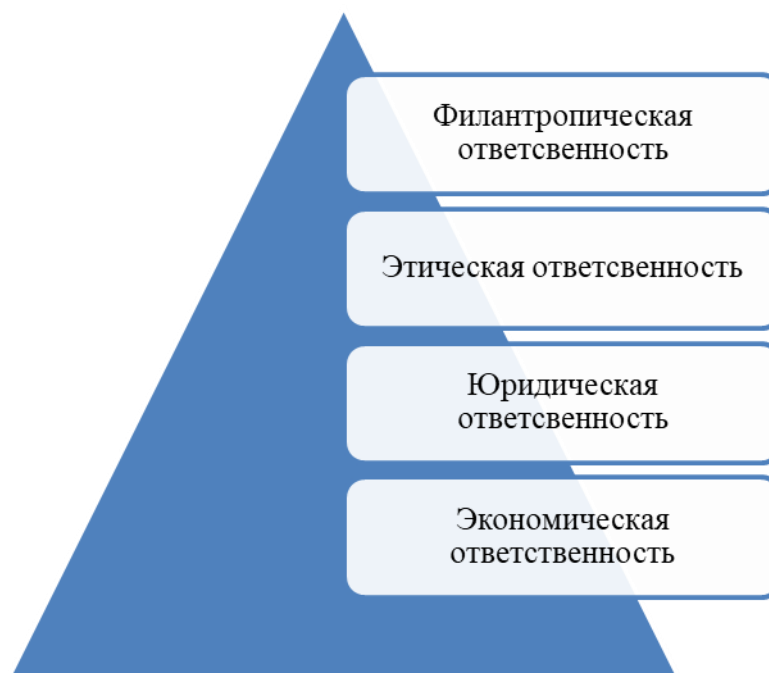 Филантропическая
ответсвенность
Этическая ответсвенность
Юридическая
ответсвенность
Экономическая
ответственность